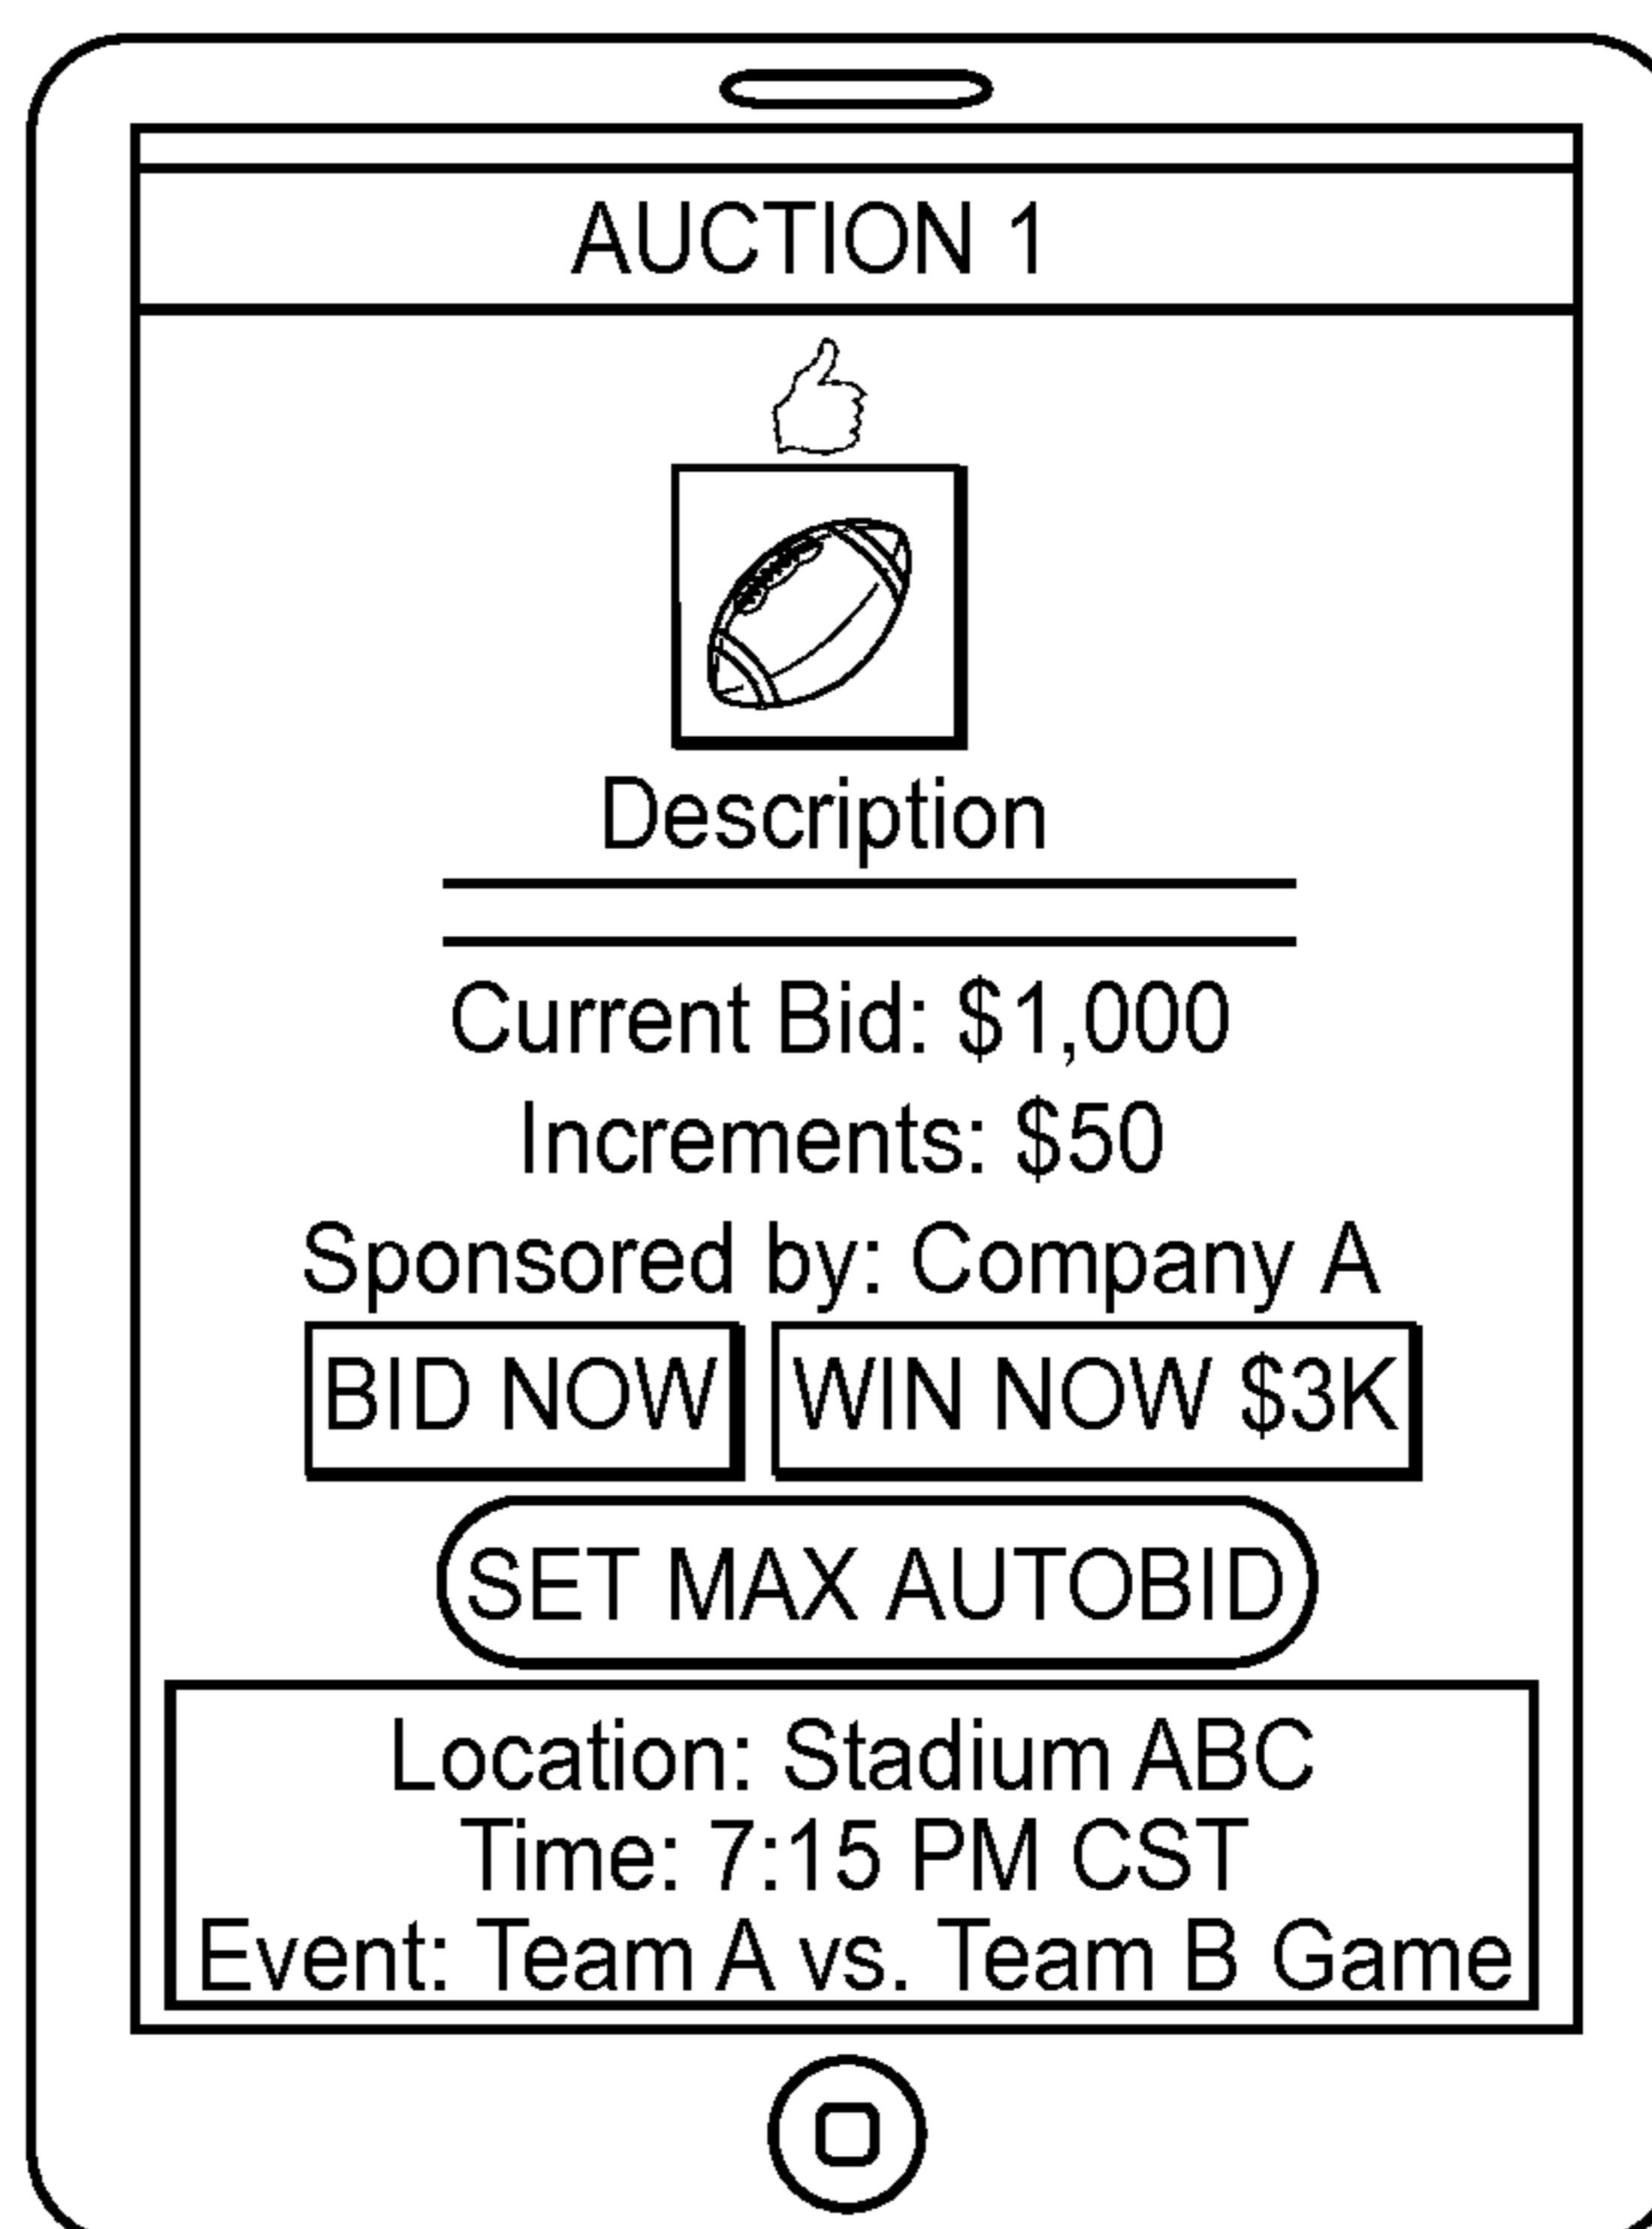 AUCTION 1
Description
Current Bid: $1,000
Increments: $50
Sponsored by: Company A
BID NOW WIN NOW $3K
SET MAX AUTOBID
Location: Stadium ABC
Time: 7:15 PM CST
Event: Team A vs. Team B Game